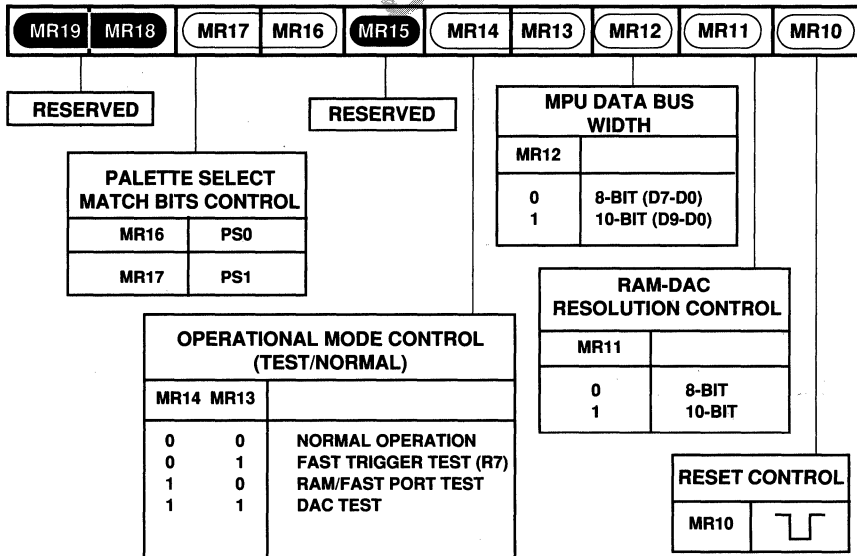 MR19 MR18 MR17 MR16 MR15 MR14 MR13 MR12 MR11 MR10
RESERVED
RESERVED
PALETTE SELECT
MATCH BITS CONTROL
MR16 PS0
MR17 PS1
OPERATIONAL MODE CONTROL
(TEST/NORMAL)
MR14 MR13
0 0 NORMAL OPERATION
0 1 FAST TRIGGER TEST (R7)
1 0 RAM/FAST PORT TEST
1 1 DAC TEST
MPU DATA BUS
WIDTH
MR12
0 8-BIT (D7-D0)
1 10-BIT (D9-D0)
RAM-DAC
RESOLUTION CONTROL
MR11
0 8-BIT
1 10-BIT
RESET CONTROL
MR10